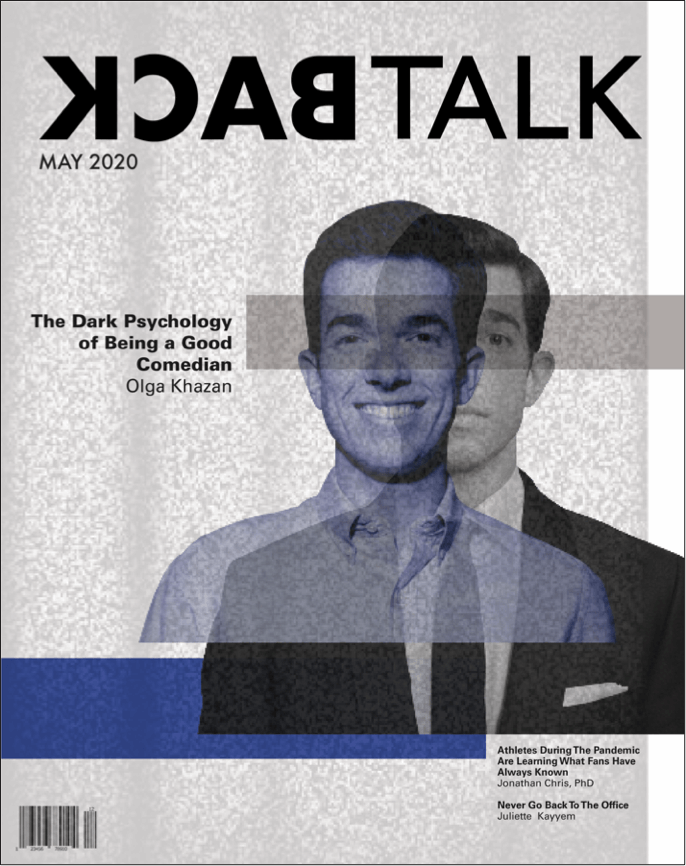 BACKTALK
MAY 2020
The Dark Psychology
of Being a Good
Comedian
Olga Khazan
Athletes During The Pandemic
Are Learning What Fans Have
Always Known
Jonathan Chris, PhD
Never Go Back To The Office
Juliette Kayyem